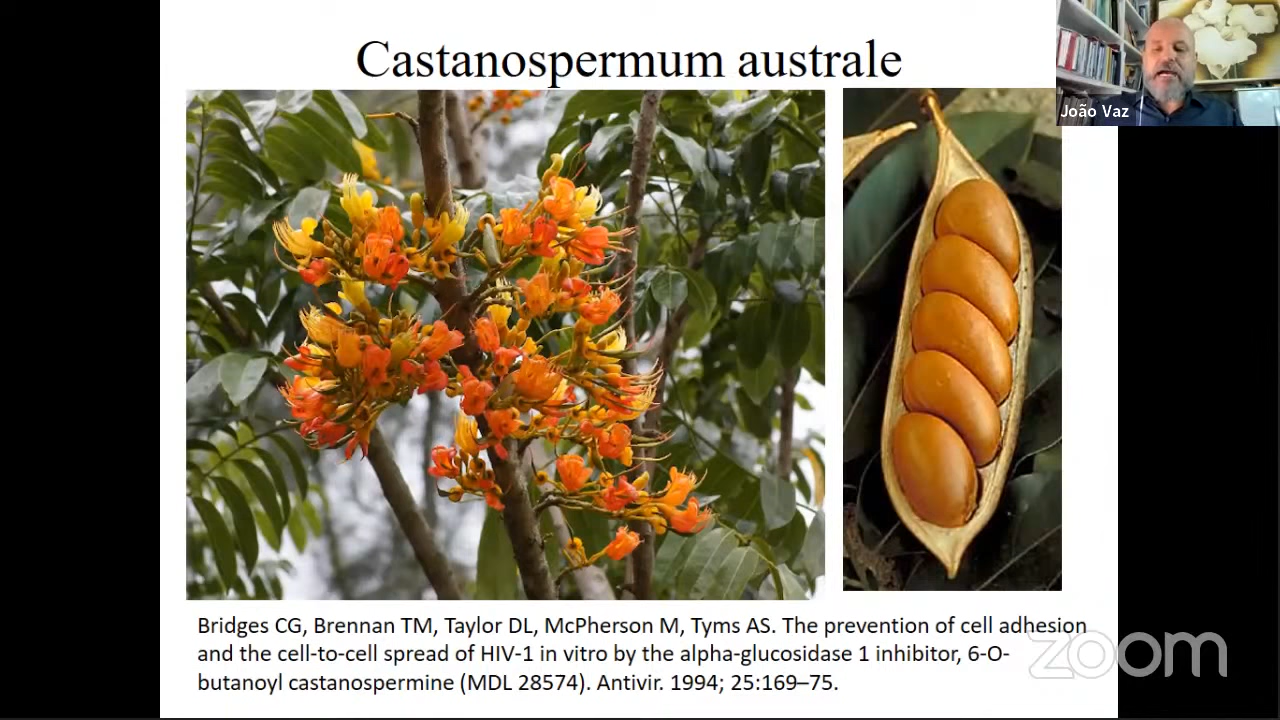 Castanospermum australe
João Vaz
Bridges CG, Brennan TM, Taylor DL, McPherson M, Tyms AS. The prevention of cell adhesion
and the cell-to-cell spread of HIV-1 in vitro by the alpha-glucosidase 1 inhibitor, 6-O-
butanoyl castanospermine (MDL 28574). Antivir. 1994; 25:169–75.
zoom